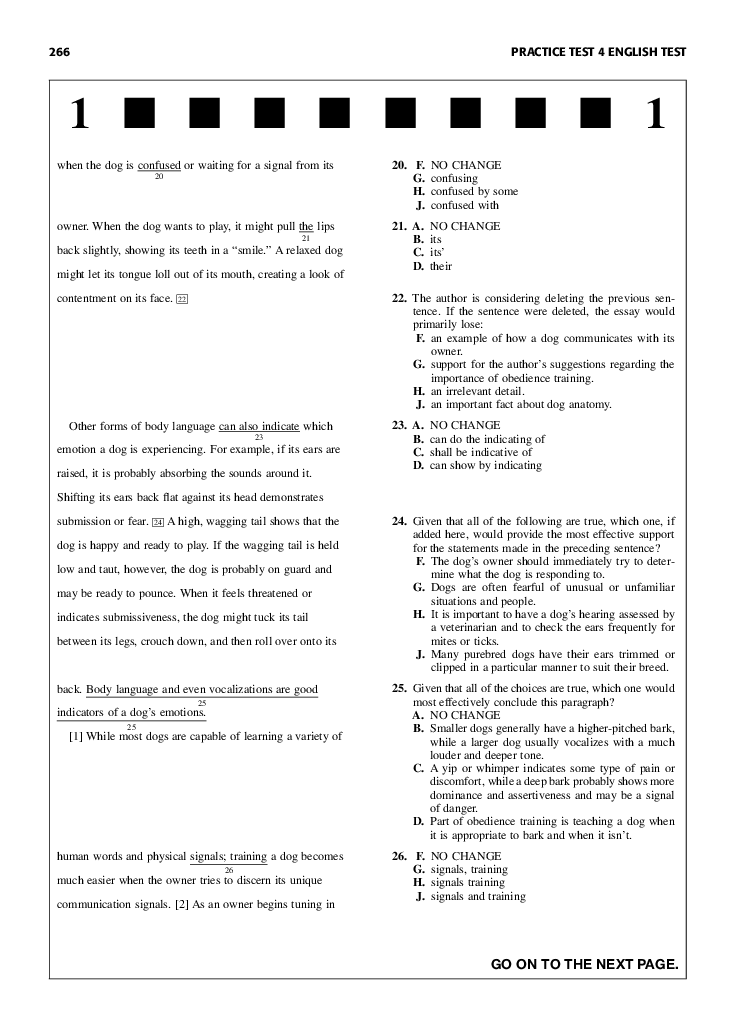 266
PRACTICE TEST 4 ENGLISH TEST
1
1
when the dog is confused or waiting for a signal from its
20
owner. When the dog wants to play, it might pull the lips
21
back slightly, showing its teeth in a “smile.” A relaxed dog
might let its tongue loll out of its mouth, creating a look of
contentment on its face. 22
Other forms of body language can also indicate which
23
emotion a dog is experiencing. For example, if its ears are
raised, it is probably absorbing the sounds around it.
Shifting its ears back flat against its head demonstrates
submission or fear. 24 A high, wagging tail shows that the
dog is happy and ready to play. If the wagging tail is held
low and taut, however, the dog is probably on guard and
may be ready to pounce. When it feels threatened or
indicates submissiveness, the dog might tuck its tail
between its legs, crouch down, and then roll over onto its
back. Body language and even vocalizations are good
25
indicators of a dog’s emotions.
25
[1] While most dogs are capable of learning a variety of
human words and physical signals; training a dog becomes
26
much easier when the owner tries to discern its unique
communication signals. [2] As an owner begins tuning in
20. F. NO CHANGE
G. confusing
H. confused by some
J. confused with
21. A. NO CHANGE
B. its
C. its’
D. their
22. The author is considering deleting the previous sen-
tence. If the sentence were deleted, the essay would
primarily lose:
F. an example of how a dog communicates with its
owner.
G. support for the author’s suggestions regarding the
importance of obedience training.
H. an irrelevant detail.
J. an important fact about dog anatomy.
23. A. NO CHANGE
B. can do the indicating of
C. shall be indicative of
D. can show by indicating
24. Given that all of the following are true, which one, if
added here, would provide the most effective support
for the statements made in the preceding sentence?
F. The dog’s owner should immediately try to deter-
mine what the dog is responding to.
G. Dogs are often fearful of unusual or unfamiliar
situations and people.
H. It is important to have a dog’s hearing assessed by
a veterinarian and to check the ears frequently for
mites or ticks.
J. Many purebred dogs have their ears trimmed or
clipped in a particular manner to suit their breed.
25. Given that all of the choices are true, which one would
most effectively conclude this paragraph?
A. NO CHANGE
B. Smaller dogs generally have a higher-pitched bark,
while a larger dog usually vocalizes with a much
louder and deeper tone.
C. A yip or whimper indicates some type of pain or
discomfort, while a deep bark probably shows more
dominance and assertiveness and may be a signal
of danger.
D. Part of obedience training is teaching a dog when
it is appropriate to bark and when it isn’t.
26. F. NO CHANGE
G. signals, training
H. signals training
J. signals and training
GO ON TO THE NEXT PAGE.